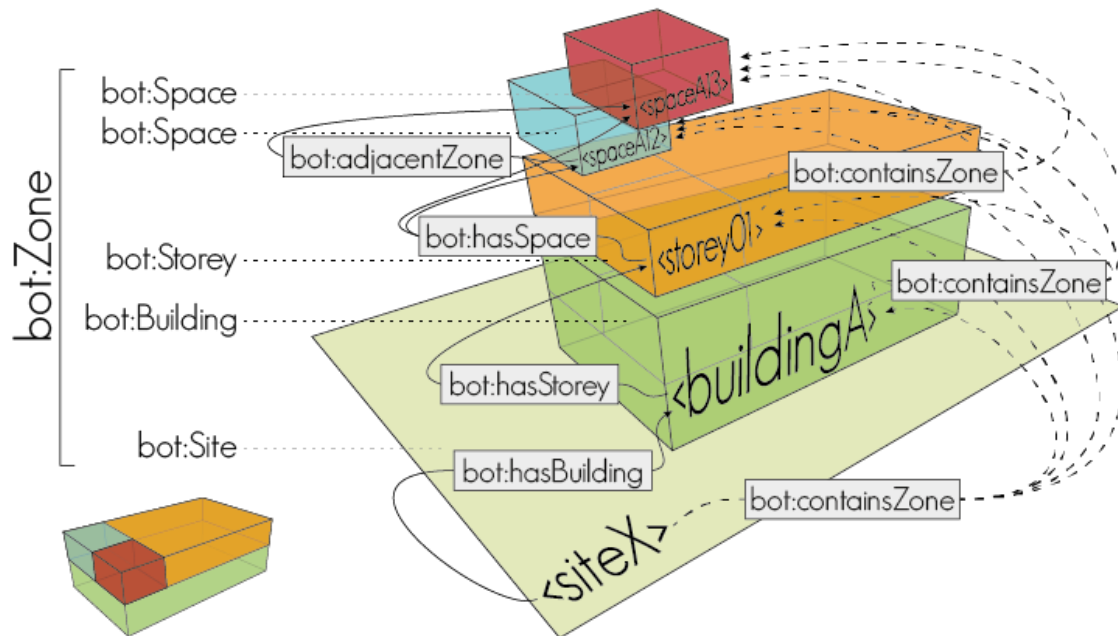 bot:Zone
bot:Space
bot:Space
bot:Storey
bot:Building
bot:Site
<spaceA13>
<spaceA12>
bot:adjacentZone
bot:containsZone
bot:hasSpace
<storey01>
bot:containsZone
<buildingA>
bot:hasStorey
bot:hasBuilding
bot:containsZone
<siteX>